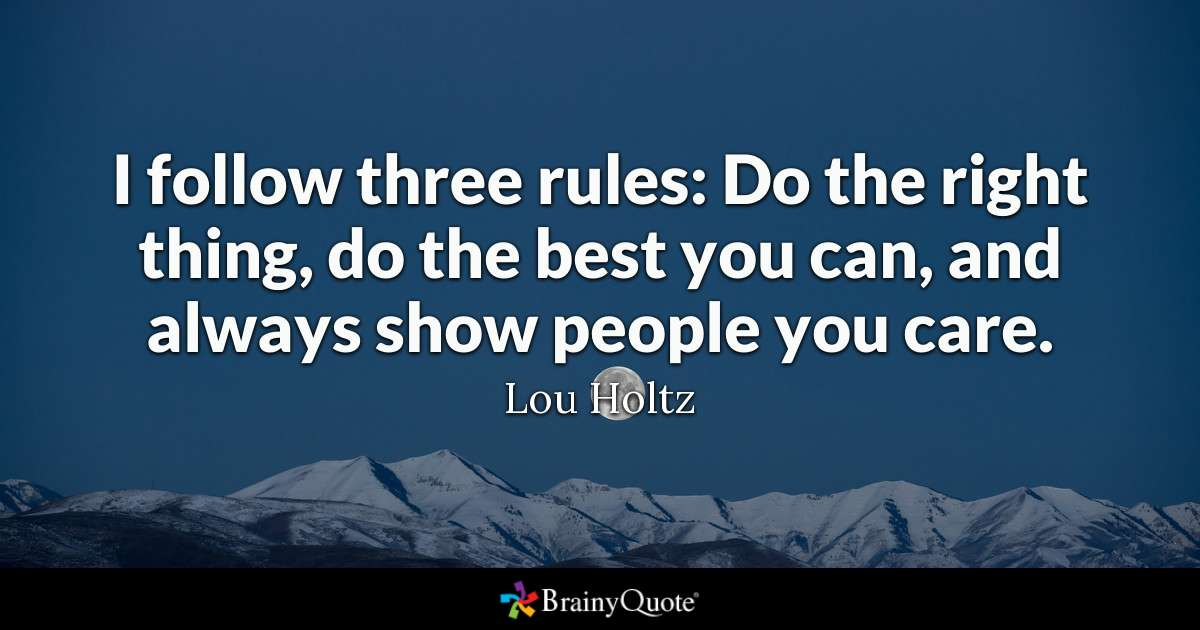 I follow three rules: Do the right
thing, do the best you can, and
always show people you care.
Lou Holtz
BrainyQuote®